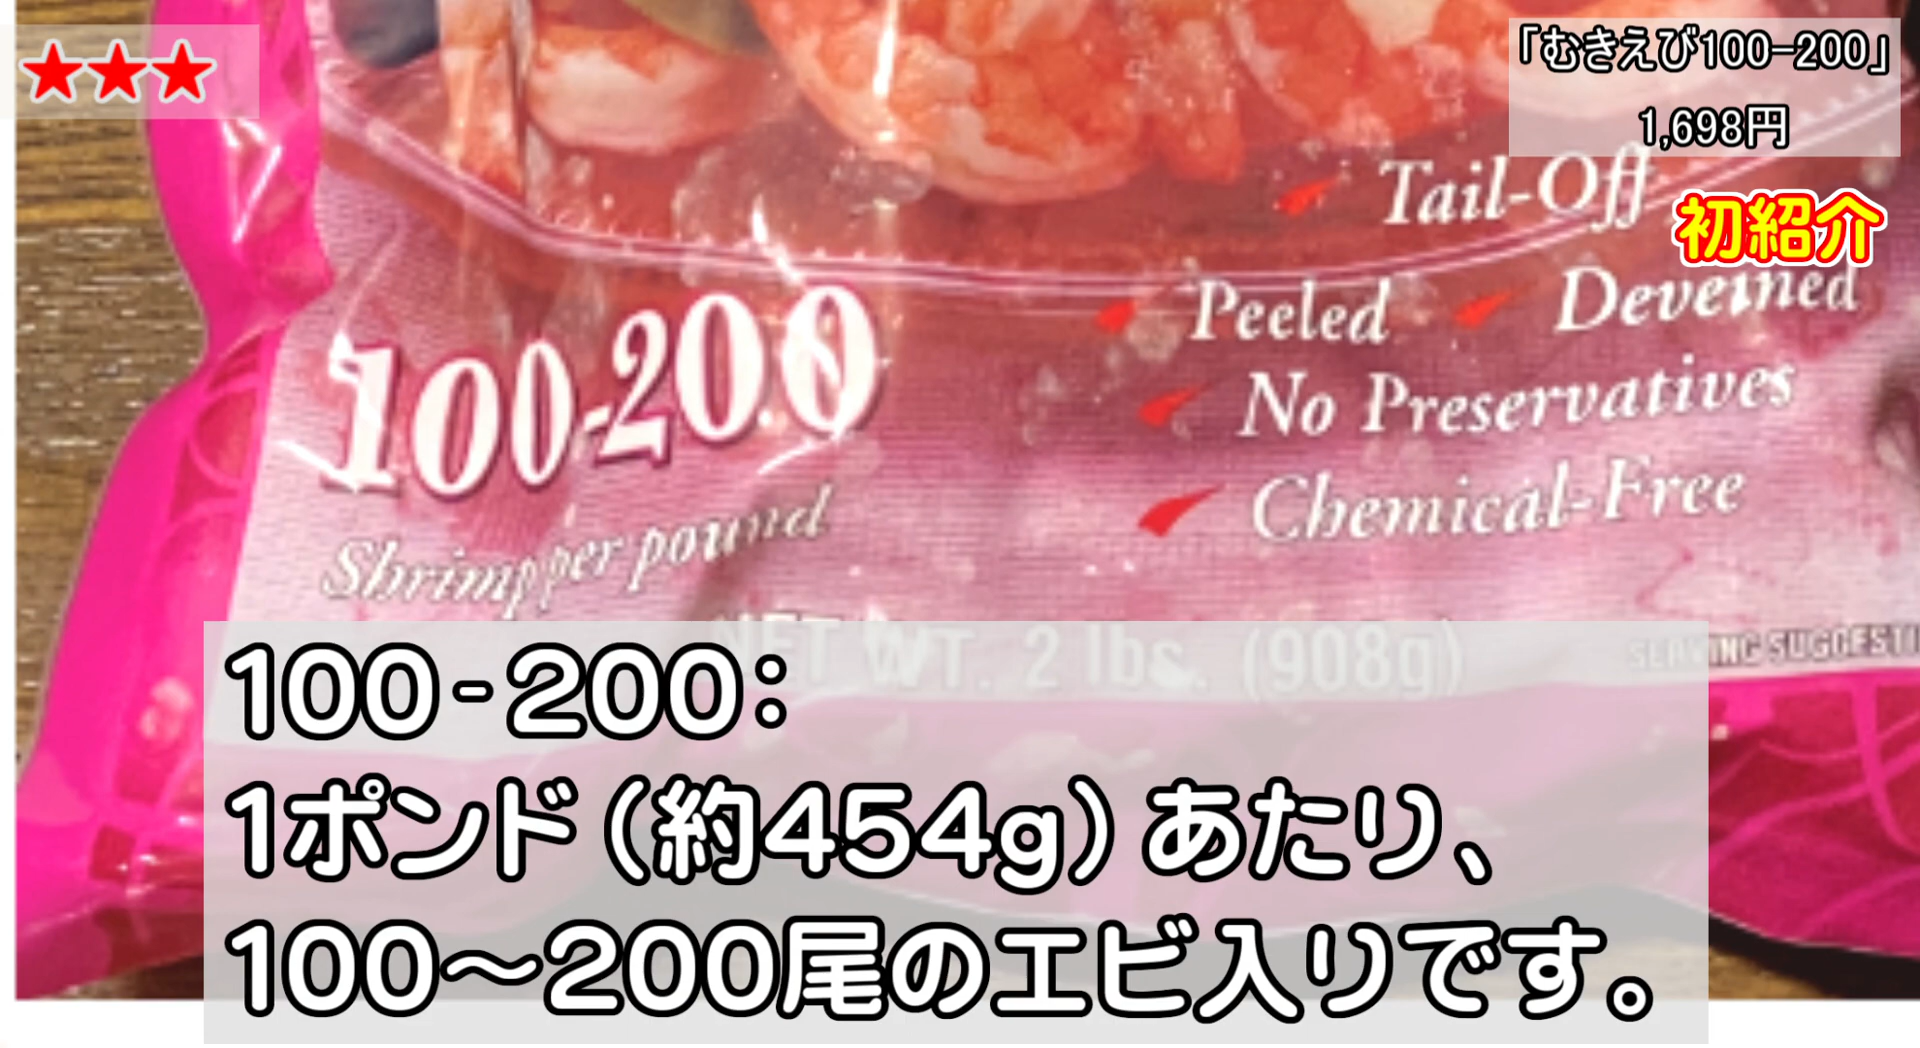 ★★★
「むきえび100-200」
1,698円
初紹介
Tail-Off
Peeled
Deveined
No Preservatives
Chemical-Free
100-200
Shrimp per pound
NET WT. 2 lbs. (908g)
SERVING SUGGESTI
100-200：
1ポンド（約454g）あたり、
100～200尾のエビ入りです。